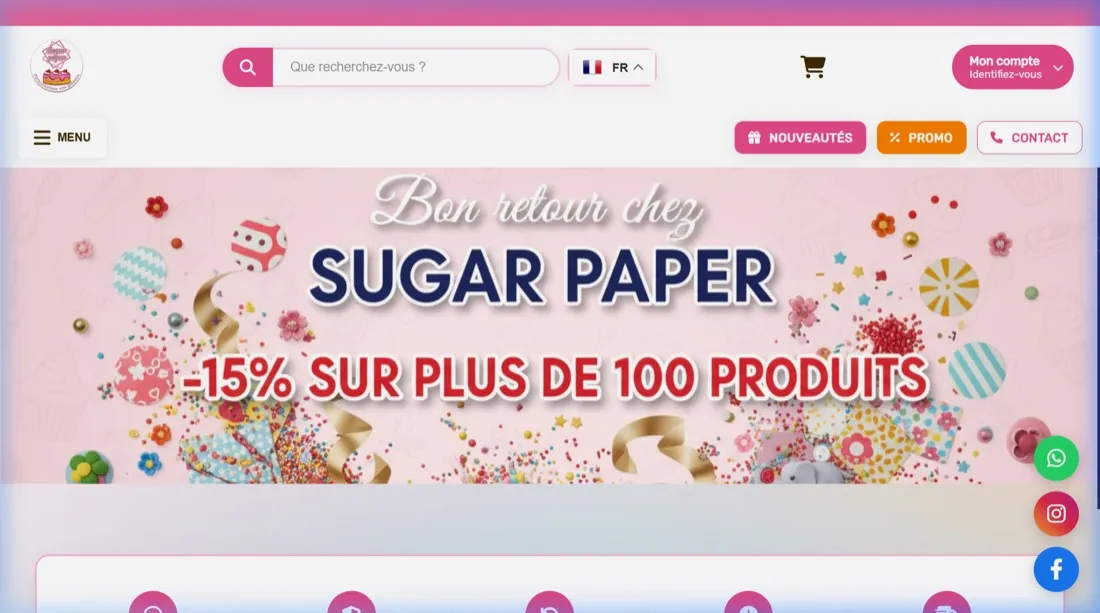 Que recherchez-vous ?
FR
Mon compte
Identifiez-vous
MENU
NOUVEAUTÉS
PROMO
CONTACT
Bon retour chez
SUGAR PAPER
-15% SUR PLUS DE 100 PRODUITS